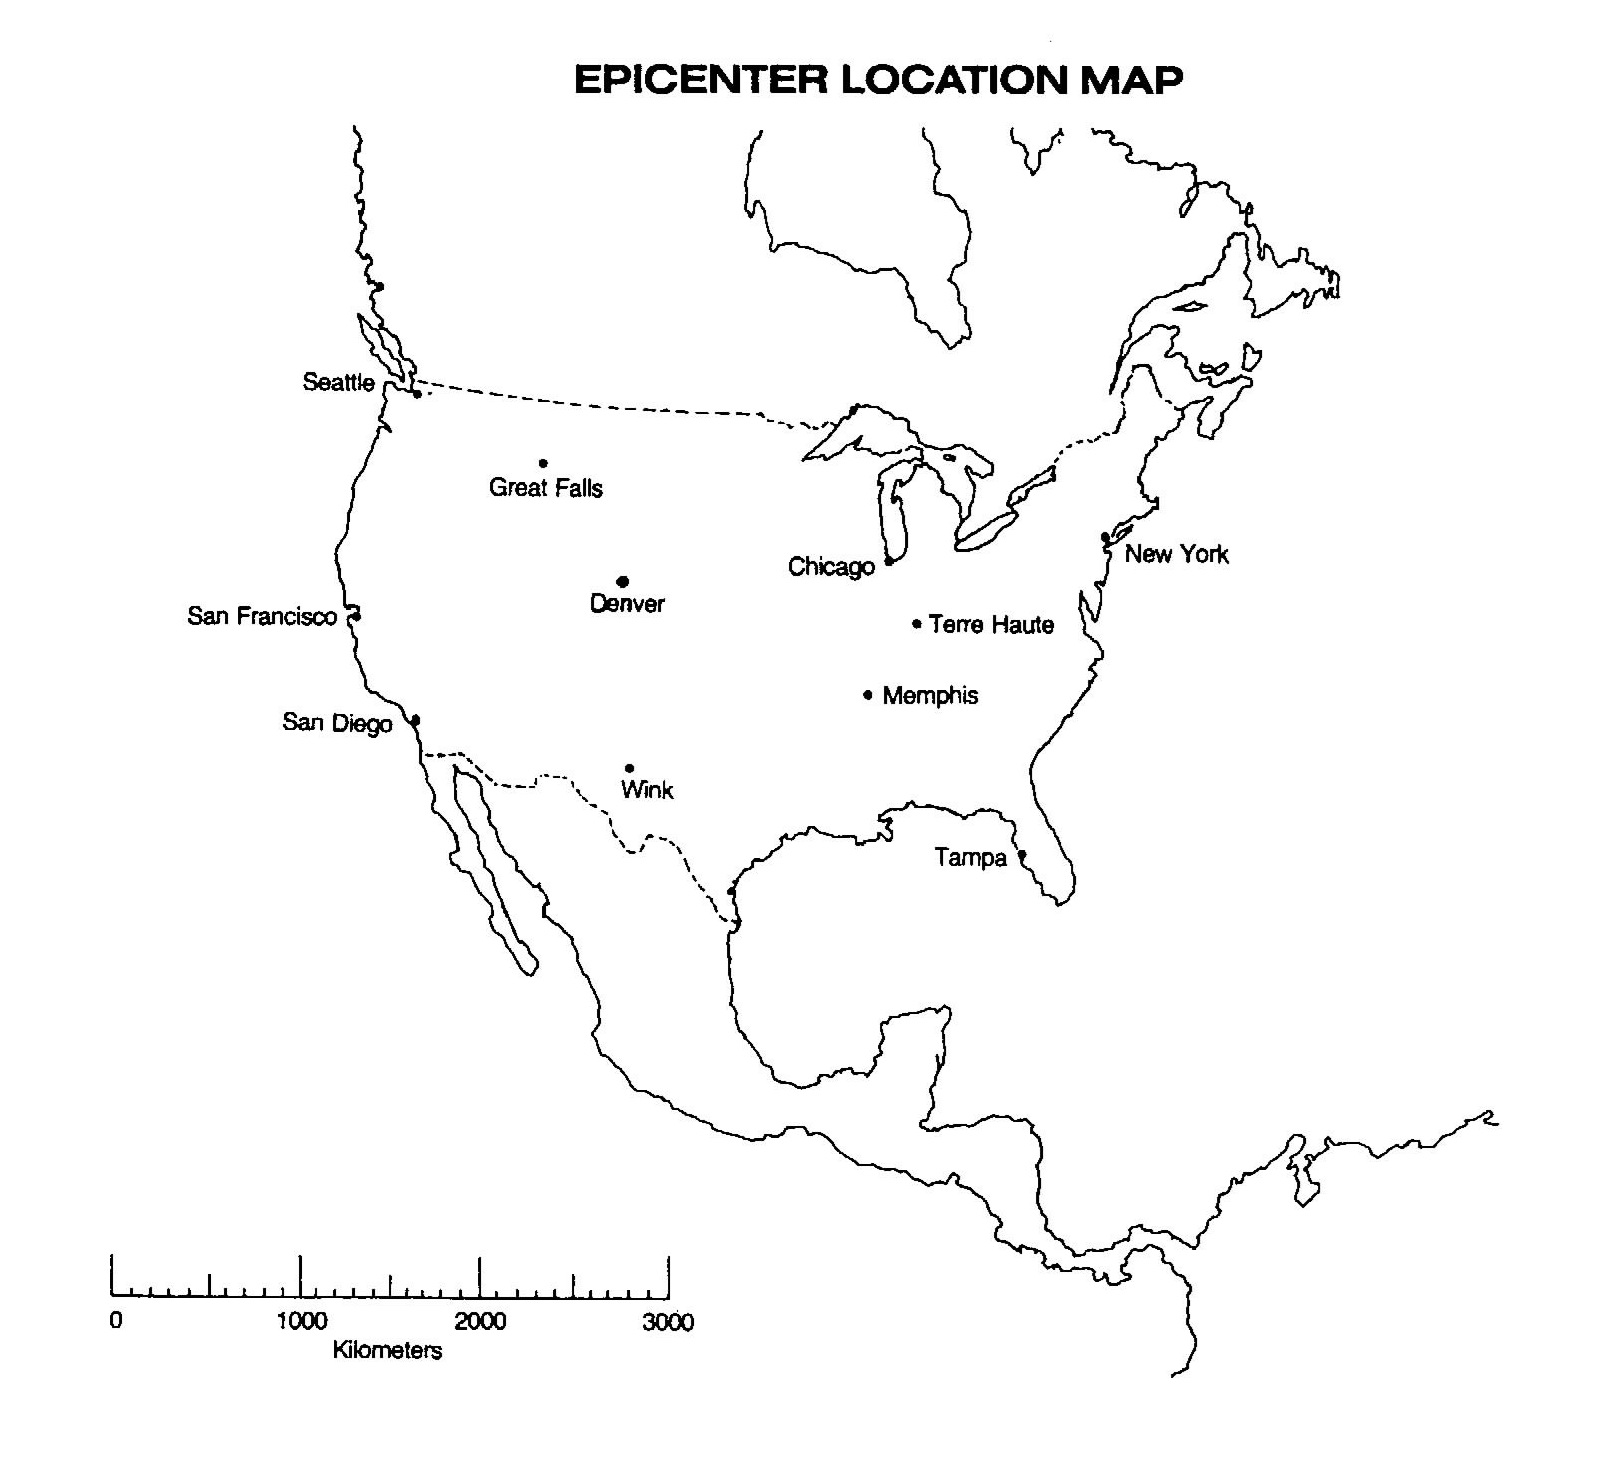 EPICENTER LOCATION MAP
Seattle
Great Falls
Chicago
New York
Denver
San Francisco
Terre Haute
Memphis
San Diego
Wink
Tampa
0 1000 2000 3000
Kilometers